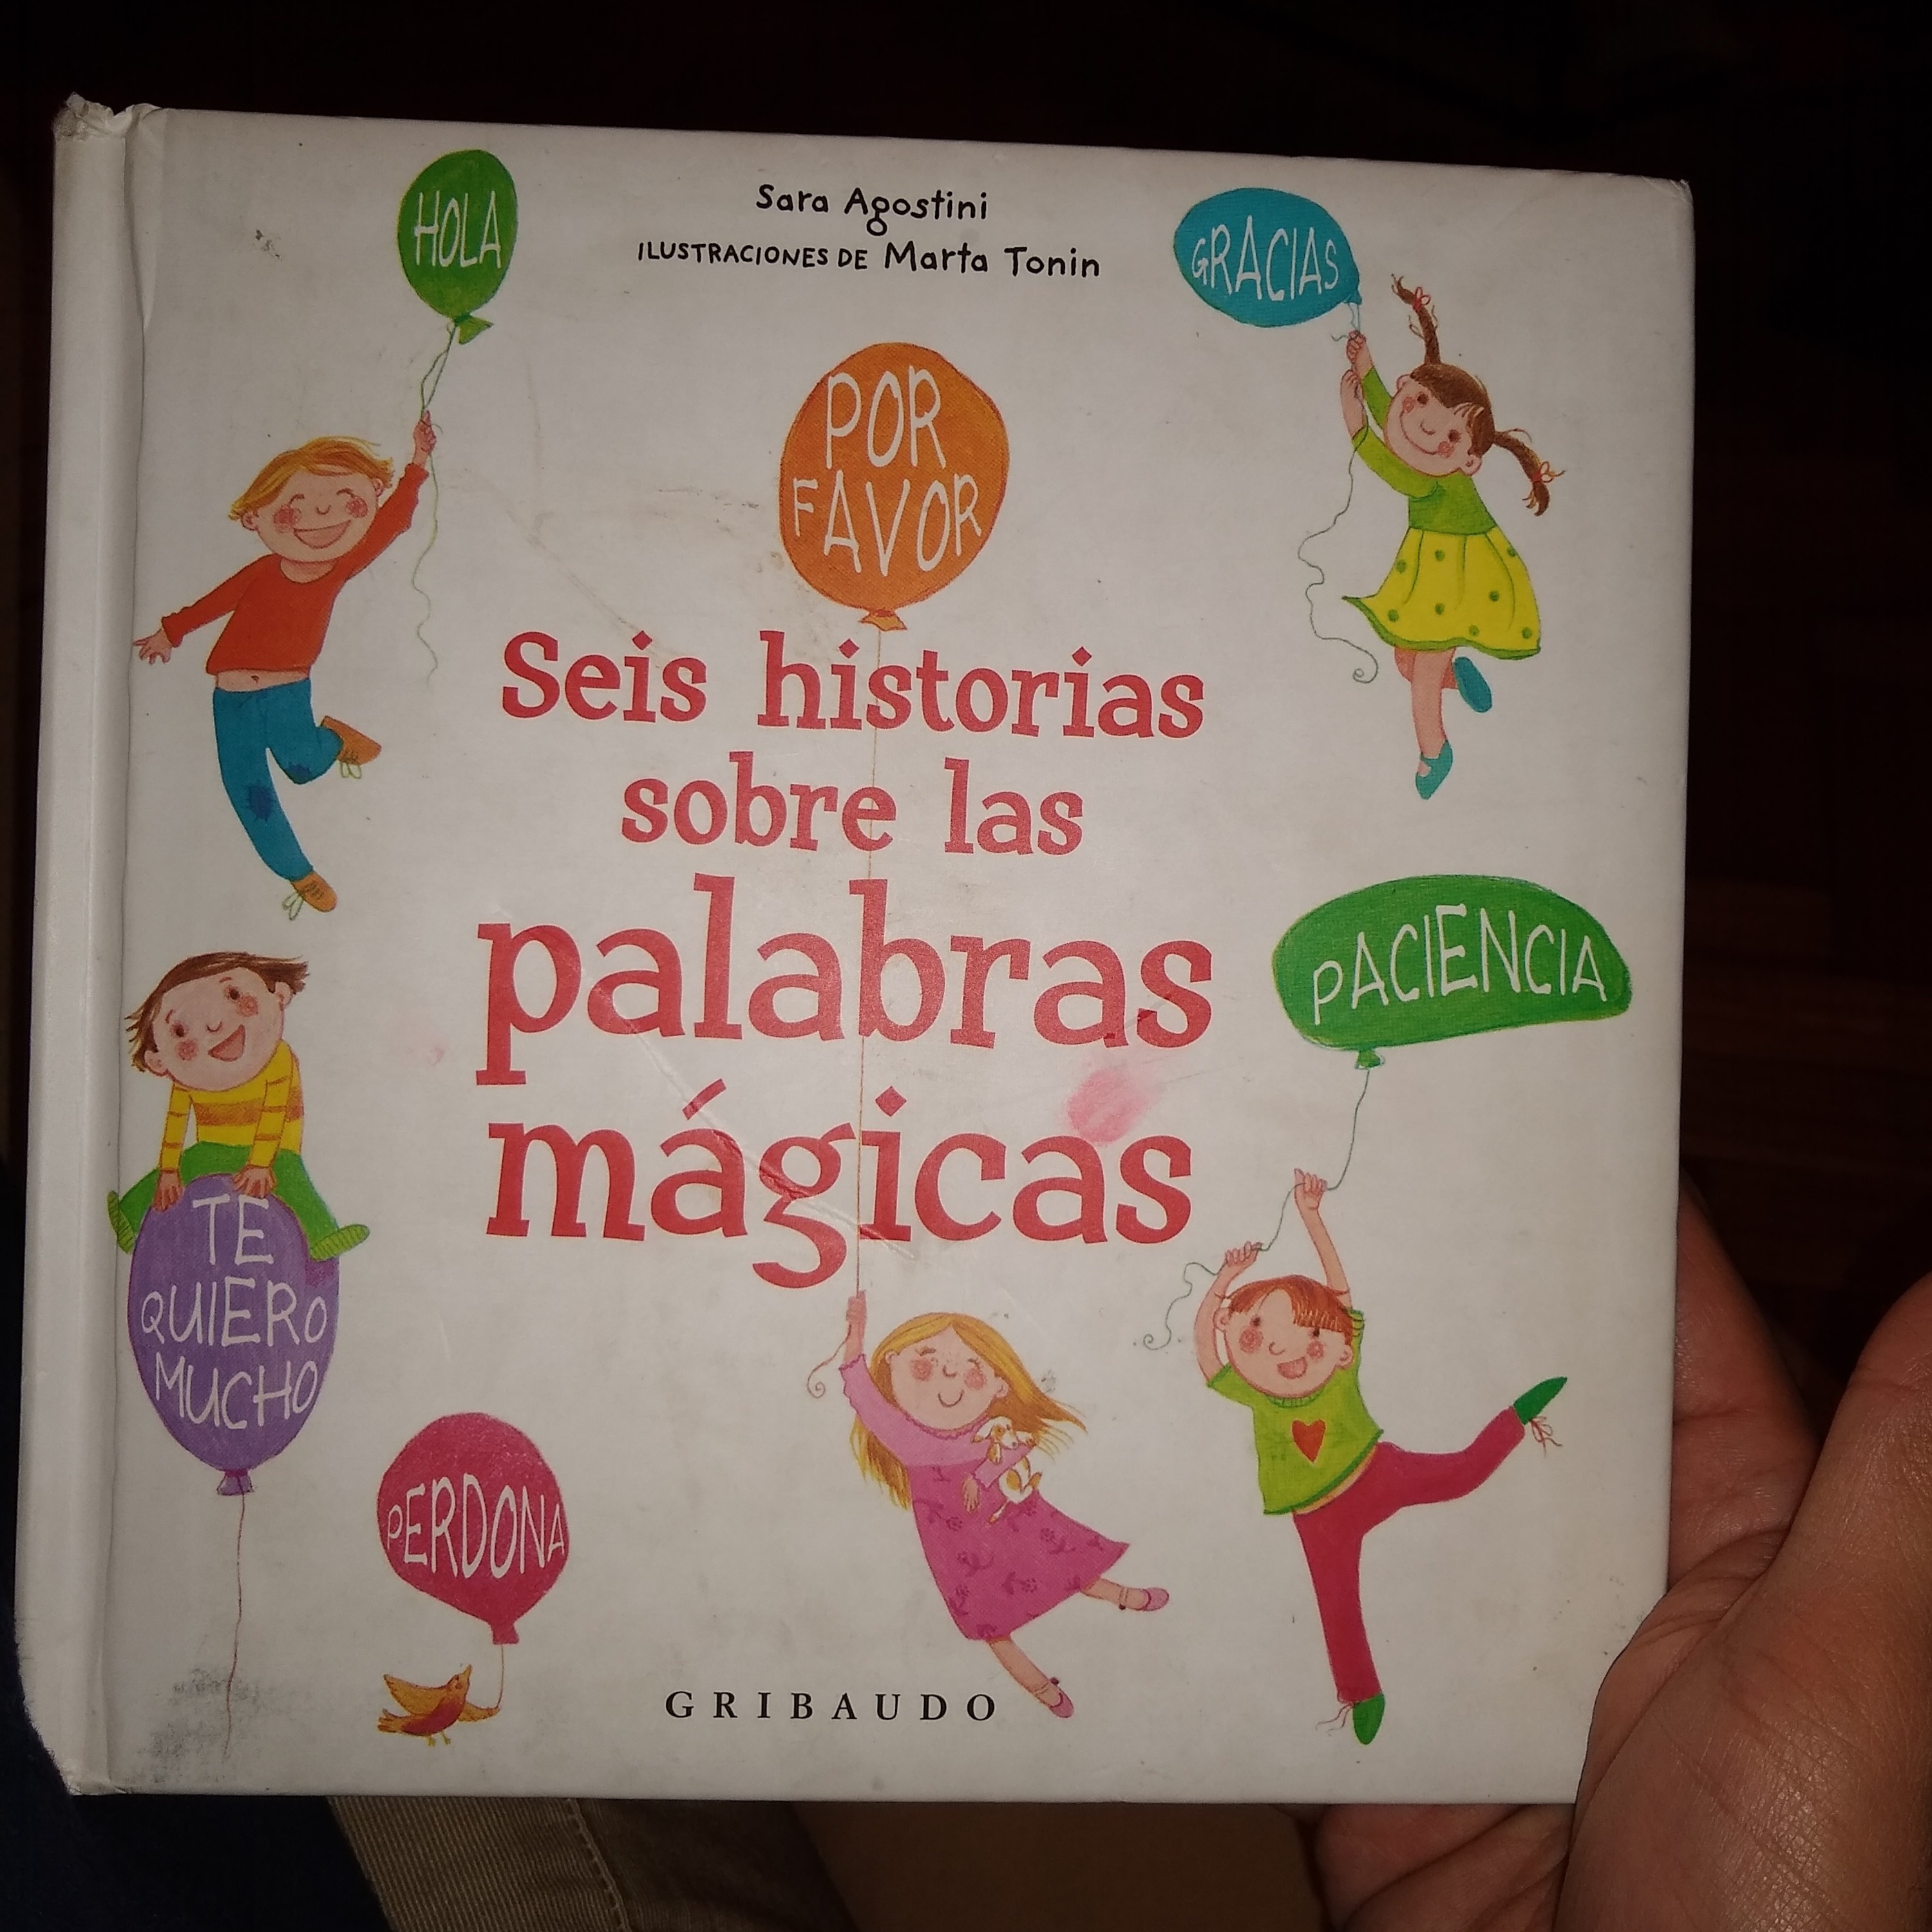 Sara Agostini
ILUSTRACIONES DE Marta Tonin
HOLA
GRACIAS
POR
FAVOR
Seis historias
sobre las
palabras
mágicas
PACIENCIA
TE
QUIERO
MUCHO
PERDONA
GRIBAUDO